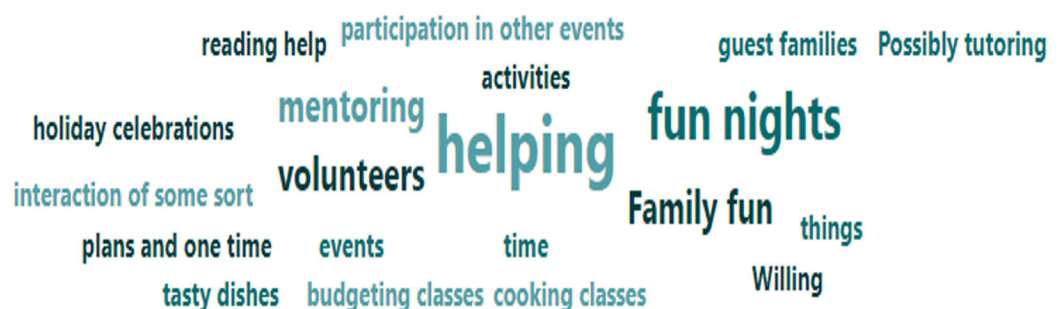 participation in other events
reading help
guest families
Possibly tutoring
activities
mentoring
fun nights
holiday celebrations
helping
volunteers
interaction of some sort
Family fun
things
plans and one time
events
time
Willing
tasty dishes
budgeting classes
cooking classes